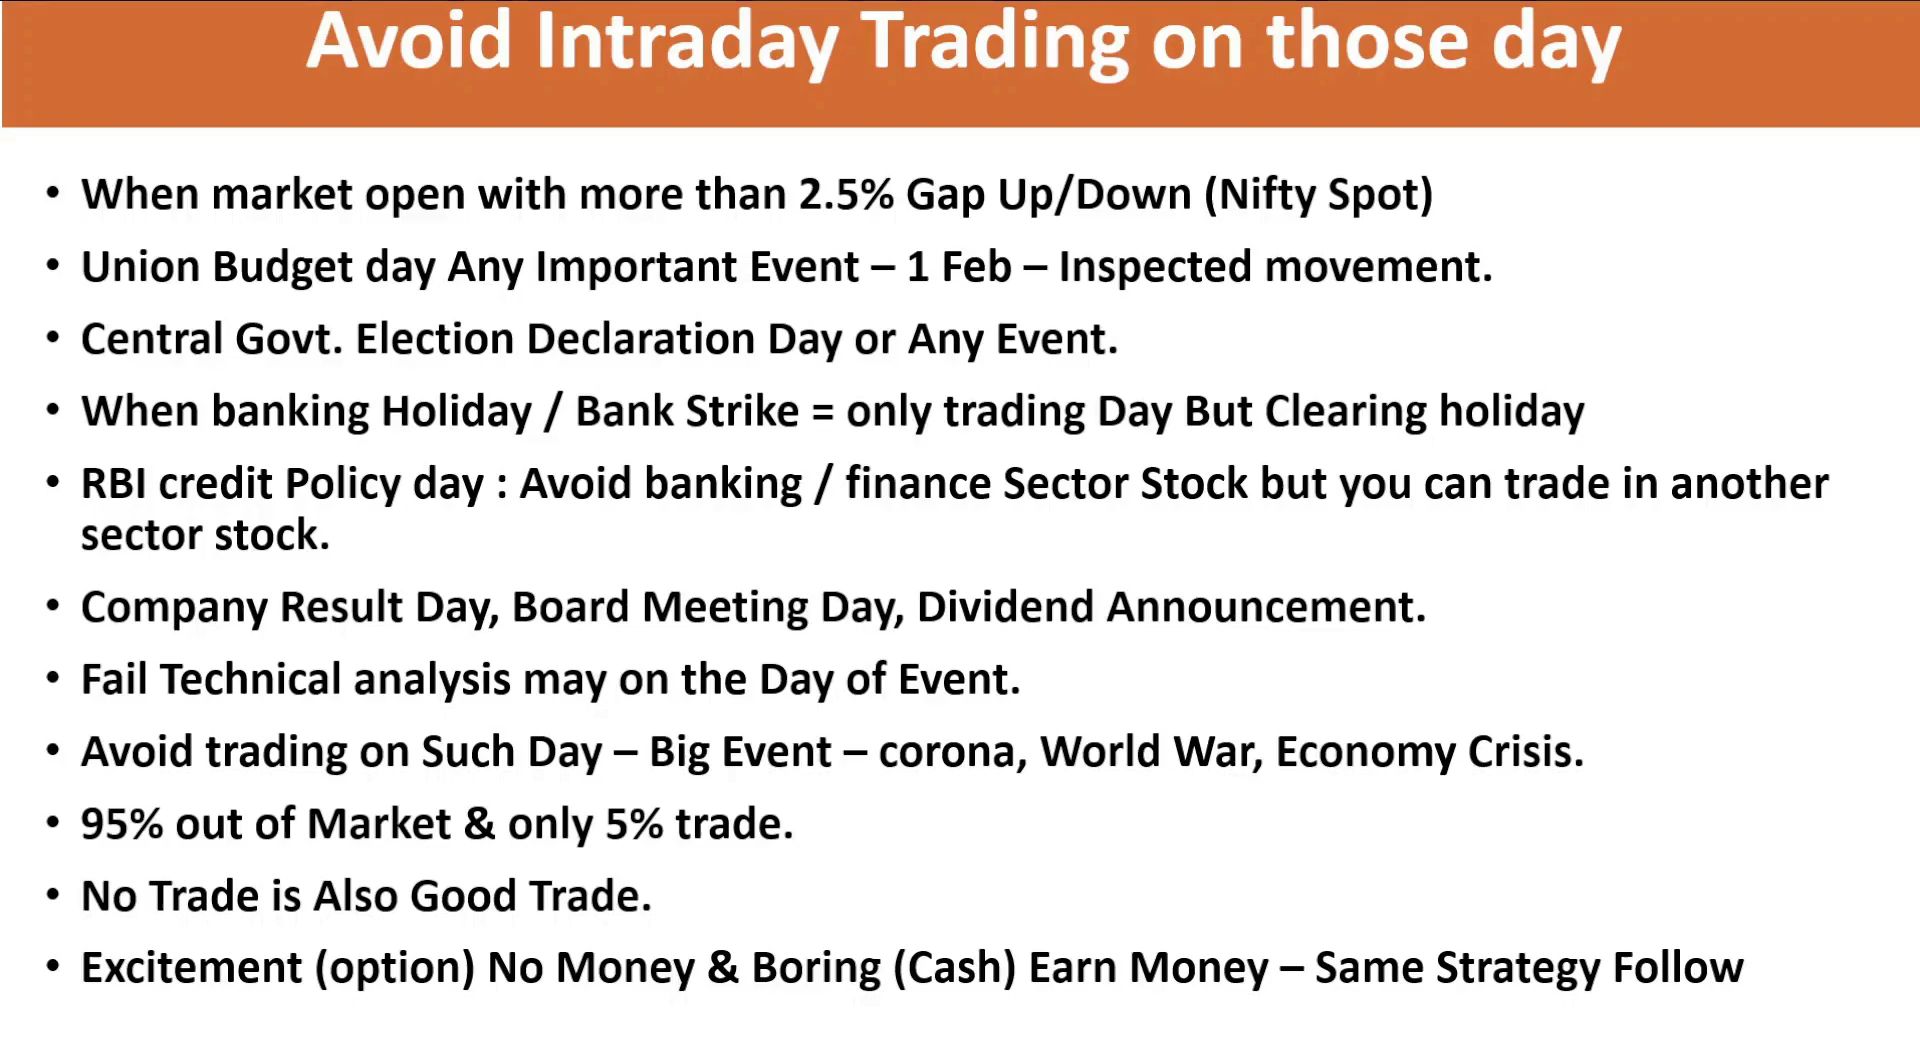 Avoid Intraday Trading on those day
• When market open with more than 2.5% Gap Up/Down (Nifty Spot)
• Union Budget day Any Important Event – 1 Feb – Inspected movement.
• Central Govt. Election Declaration Day or Any Event.
• When banking Holiday / Bank Strike = only trading Day But Clearing holiday
• RBI credit Policy day : Avoid banking / finance Sector Stock but you can trade in another
sector stock.
• Company Result Day, Board Meeting Day, Dividend Announcement.
• Fail Technical analysis may on the Day of Event.
• Avoid trading on Such Day – Big Event – corona, World War, Economy Crisis.
• 95% out of Market & only 5% trade.
• No Trade is Also Good Trade.
• Excitement (option) No Money & Boring (Cash) Earn Money – Same Strategy Follow